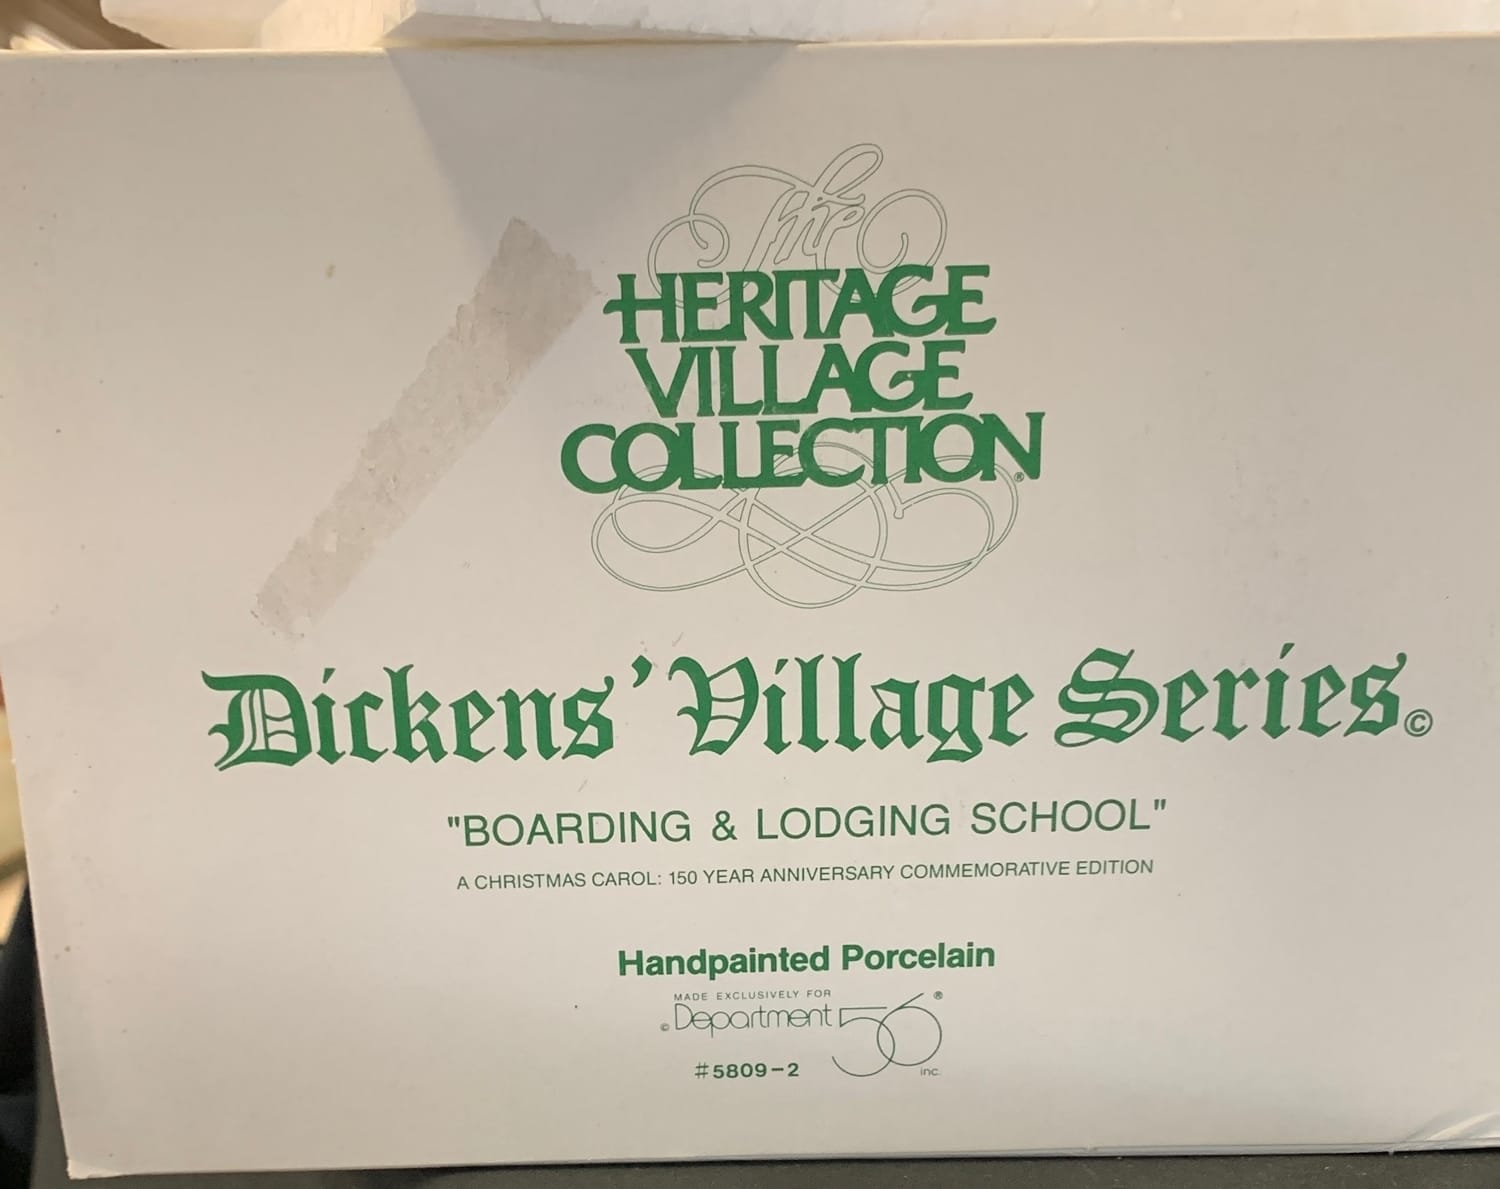 The
HERITAGE
VILLAGE
COLLECTION®
Dickens' Village Series©
"BOARDING & LODGING SCHOOL"
A CHRISTMAS CAROL: 150 YEAR ANNIVERSARY COMMEMORATIVE EDITION
Handpainted Porcelain
MADE EXCLUSIVELY FOR
© Department 56® inc.
#5809-2